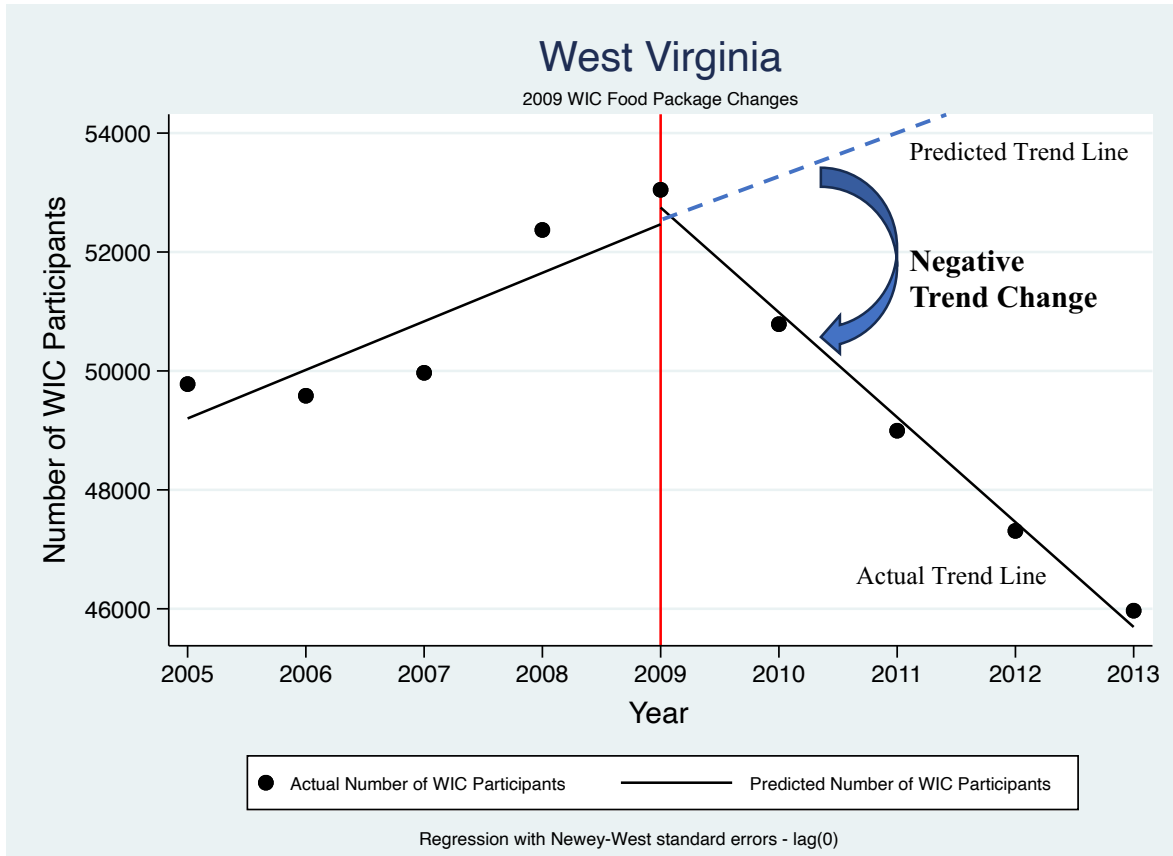 West Virginia
2009 WIC Food Package Changes
54000
52000
50000
48000
46000
Number of WIC Participants
Predicted Trend Line
Negative
Trend Change
Actual Trend Line
2005 2006 2007 2008 2009 2010 2011 2012 2013
Year
Actual Number of WIC Participants Predicted Number of WIC Participants
Regression with Newey-West standard errors - lag(0)